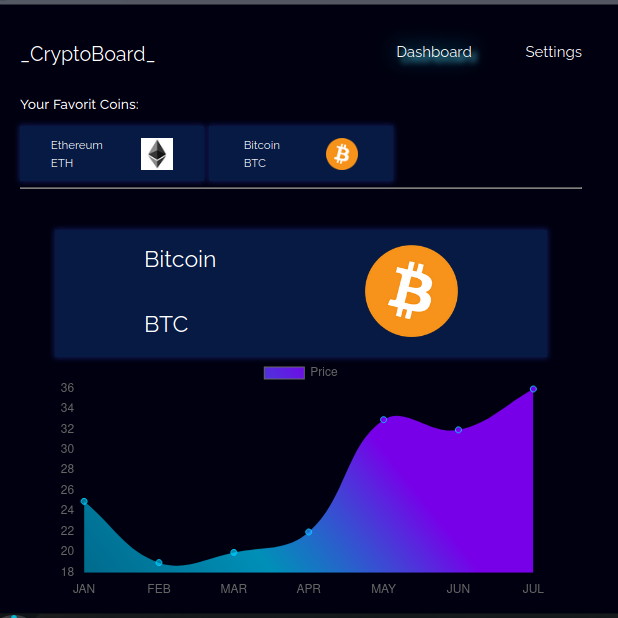 _CryptoBoard_ Dashboard Settings
Your Favorit Coins:
Ethereum
ETH
Bitcoin
BTC
Bitcoin
BTC
Price
36
34
32
30
28
26
24
22
20
18
JAN FEB MAR APR MAY JUN JUL